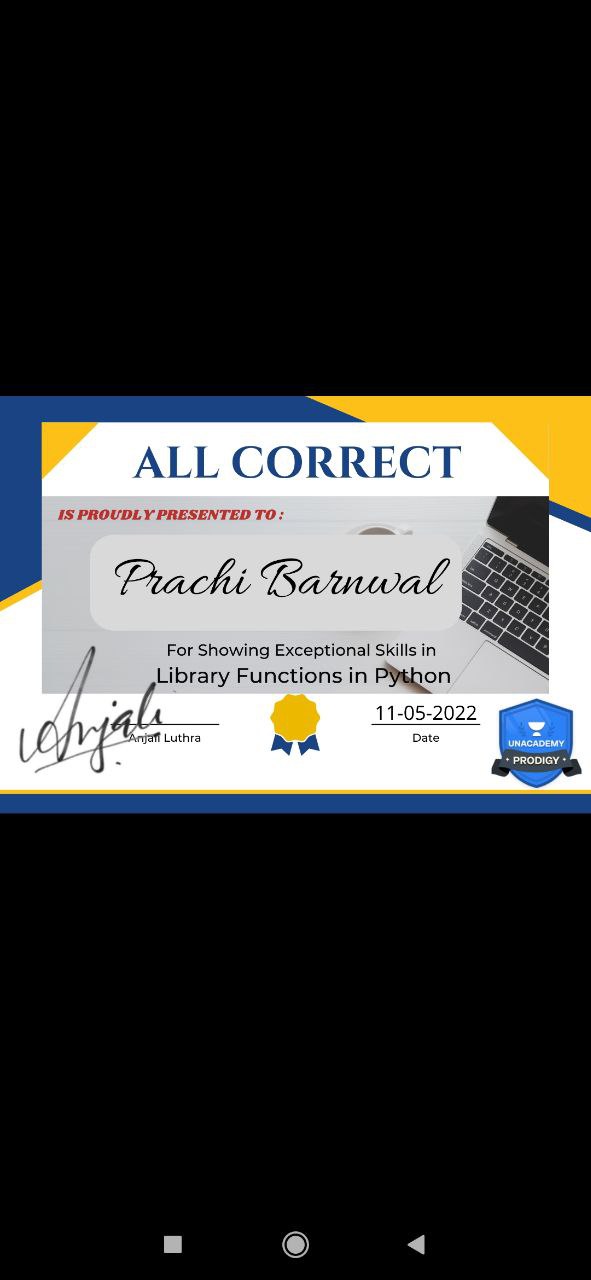 ALL CORRECT
IS PROUDLY PRESENTED TO :
Prachi Barnwal
For Showing Exceptional Skills in
Library Functions in Python
Anjali
Anjali Luthra
11-05-2022
Date
UNACADEMY
PRODIGY